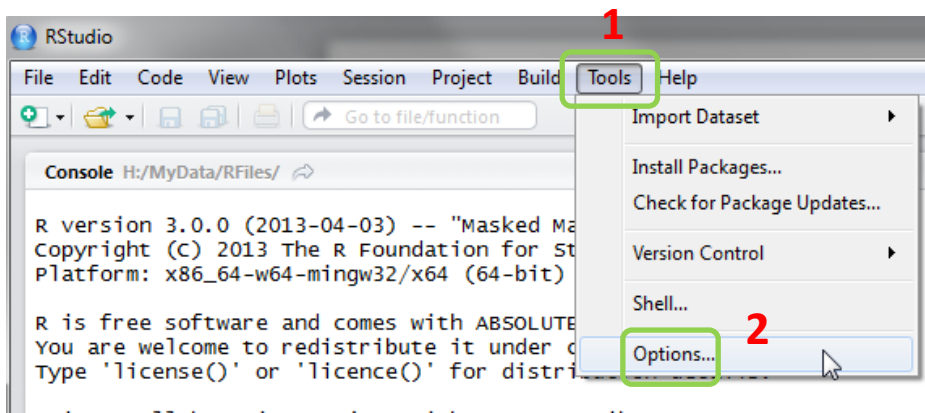 1
RStudio
File Edit Code View Plots Session Project Build Tools Help
Go to file/function
Import Dataset
Console H:/MyData/RFiles/
Install Packages...
Check for Package Updates...
R version 3.0.0 (2013-04-03) -- "Masked Ma
Copyright (C) 2013 The R Foundation for St
Version Control
Platform: x86_64-w64-mingw32/x64 (64-bit)
Shell...
R is free software and comes with ABSOLUTE
2
You are welcome to redistribute it under c
Options...
Type 'license()' or 'licence()' for distri